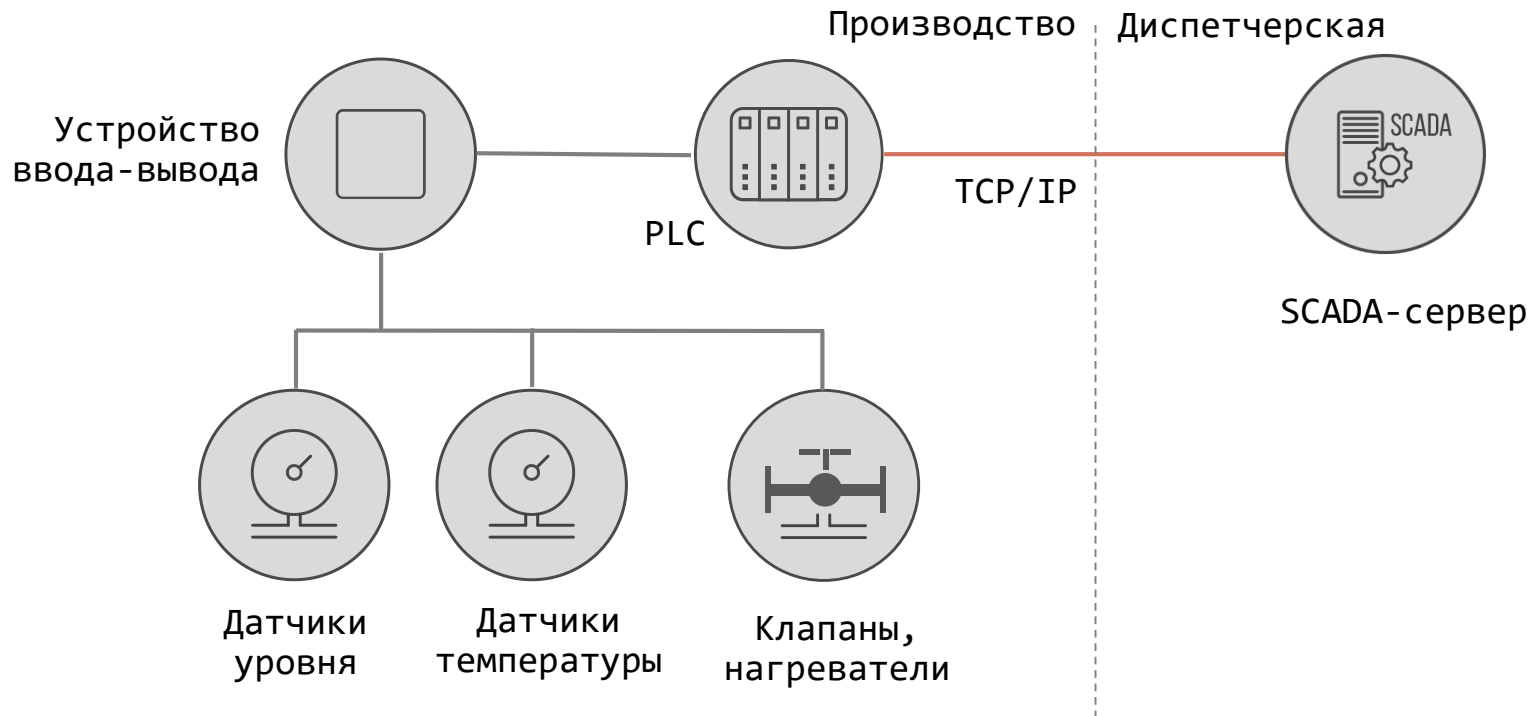 Производство
Диспетчерская
Устройство
ввода-вывода
SCADA
TCP/IP
PLC
SCADA-сервер
Датчики
уровня
Датчики
температуры
Клапаны,
нагреватели